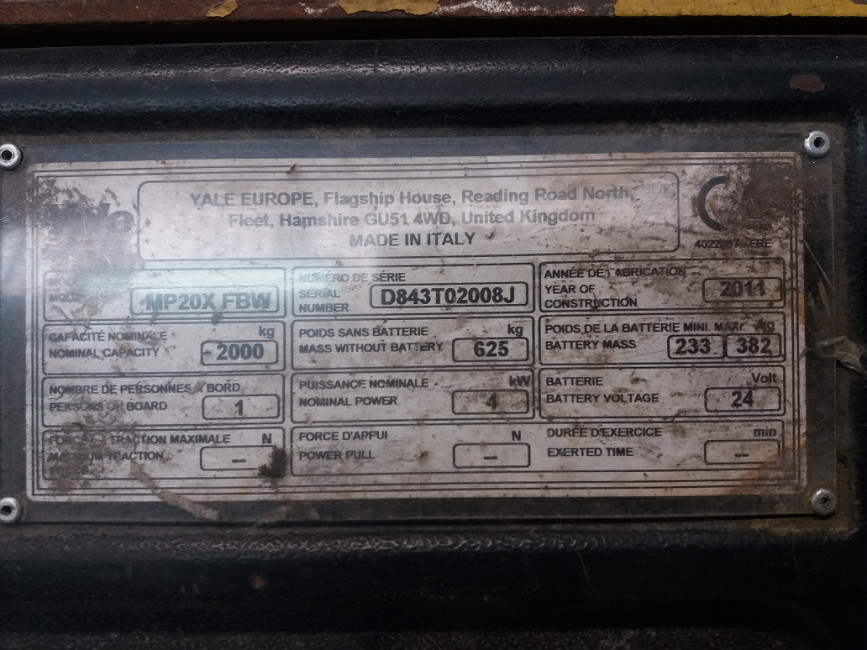 YALE EUROPE, Flagship House, Reading Road North,
Fleet, Hamshire GU51 4WD, United Kingdom
MADE IN ITALY
MP20X FBW
NUMÉRO DE SÉRIE
SERIAL NUMBER D843T02008J
ANNÉE DE FABRICATION
YEAR OF CONSTRUCTION 2011
CAPACITÉ NOMINALE kg
NOMINAL CAPACITY 2000
POIDS SANS BATTERIE kg
MASS WITHOUT BATTERY 625
POIDS DE LA BATTERIE MINI. MAXI kg
BATTERY MASS 233 382
NOMBRE DE PERSONNES A BORD
PERSONS ON BOARD 1
PUISSANCE NOMINALE kW
NOMINAL POWER 4
BATTERIE Volt
BATTERY VOLTAGE 24
TRACTION MAXIMALE N
TRACTION –
FORCE D'APPUI N
POWER PULL –
DURÉE D'EXERCICE min
EXERTED TIME –